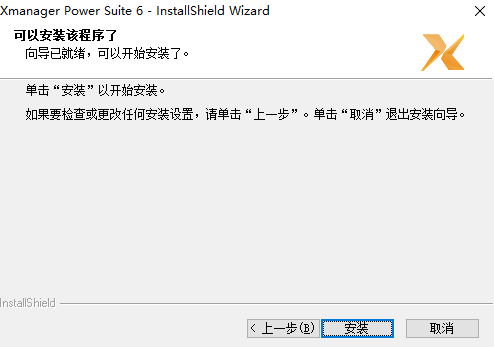 Xmanager Power Suite 6 - InstallShield Wizard
可以安装该程序了
向导已就绪，可以开始安装了。
单击“安装”以开始安装。
如果要检查或更改任何安装设置，请单击“上一步”。单击“取消”退出安装向导。
InstallShield
< 上一步(B) 安装 取消